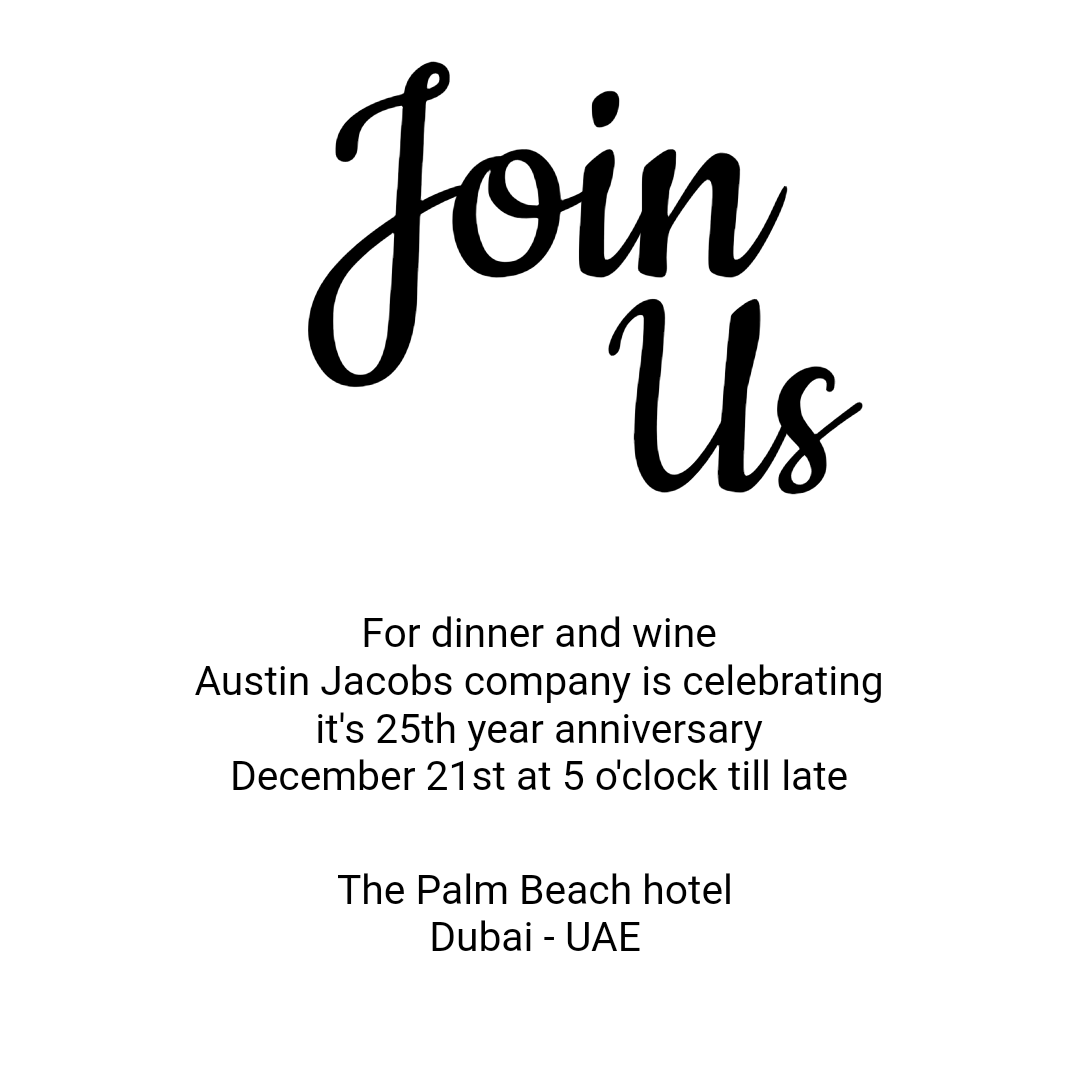 Join
Us
For dinner and wine
Austin Jacobs company is celebrating
it's 25th year anniversary
December 21st at 5 o'clock till late
The Palm Beach hotel
Dubai - UAE